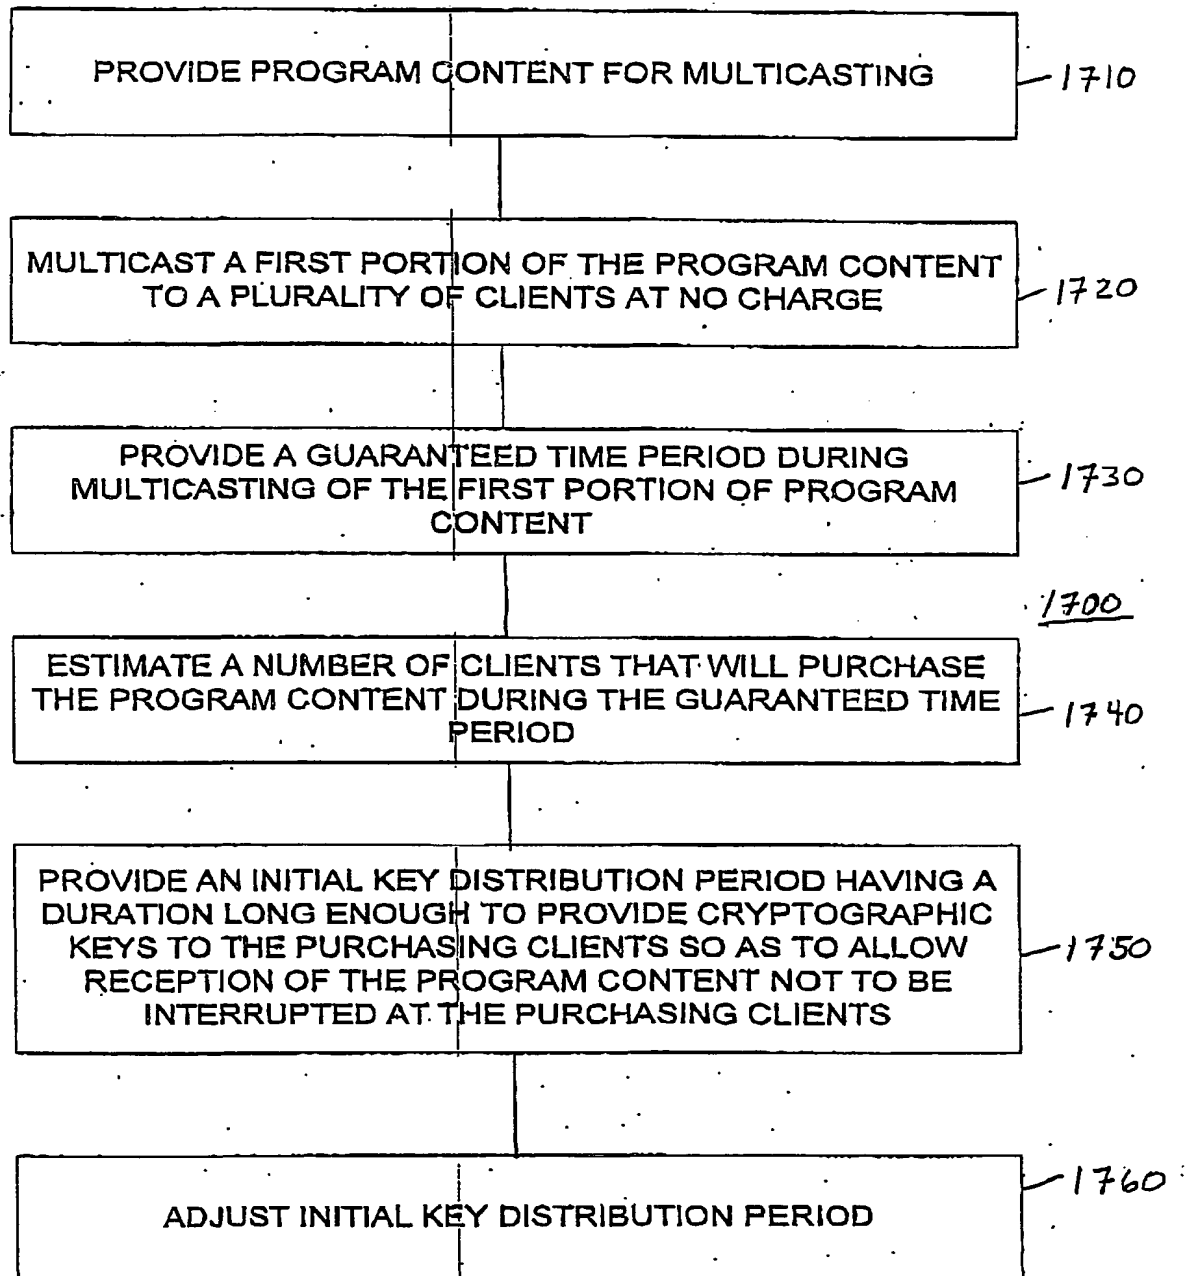 PROVIDE PROGRAM CONTENT FOR MULTICASTING
1710
MULTICAST A FIRST PORTION OF THE PROGRAM CONTENT
TO A PLURALITY OF CLIENTS AT NO CHARGE
1720
PROVIDE A GUARANTEED TIME PERIOD DURING
MULTICASTING OF THE FIRST PORTION OF PROGRAM
CONTENT
1730
1700
ESTIMATE A NUMBER OF CLIENTS THAT WILL PURCHASE
THE PROGRAM CONTENT DURING THE GUARANTEED TIME
PERIOD
1740
PROVIDE AN INITIAL KEY DISTRIBUTION PERIOD HAVING A
DURATION LONG ENOUGH TO PROVIDE CRYPTOGRAPHIC
KEYS TO THE PURCHASING CLIENTS SO AS TO ALLOW
RECEPTION OF THE PROGRAM CONTENT NOT TO BE
INTERRUPTED AT THE PURCHASING CLIENTS
1750
ADJUST INITIAL KEY DISTRIBUTION PERIOD
1760